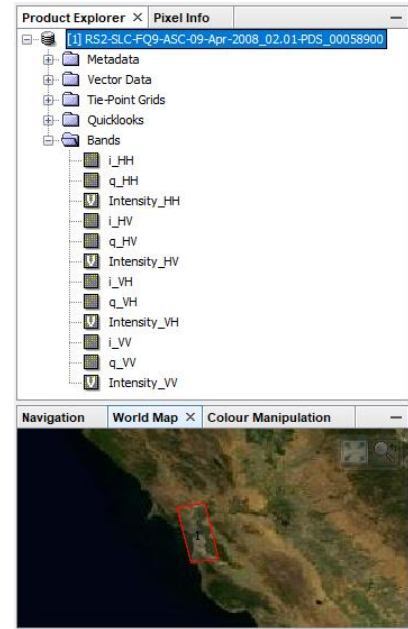 Product Explorer × Pixel Info
[1] RS2-SLC-FQ9-ASC-09-Apr-2008_02.01-PDS_00058900
Metadata
Vector Data
Tie-Point Grids
Quicklooks
Bands
i_HH
q_HH
Intensity_HH
i_HV
q_HV
Intensity_HV
i_VH
q_VH
Intensity_VH
i_VV
q_VV
Intensity_VV
Navigation World Map × Colour Manipulation
1